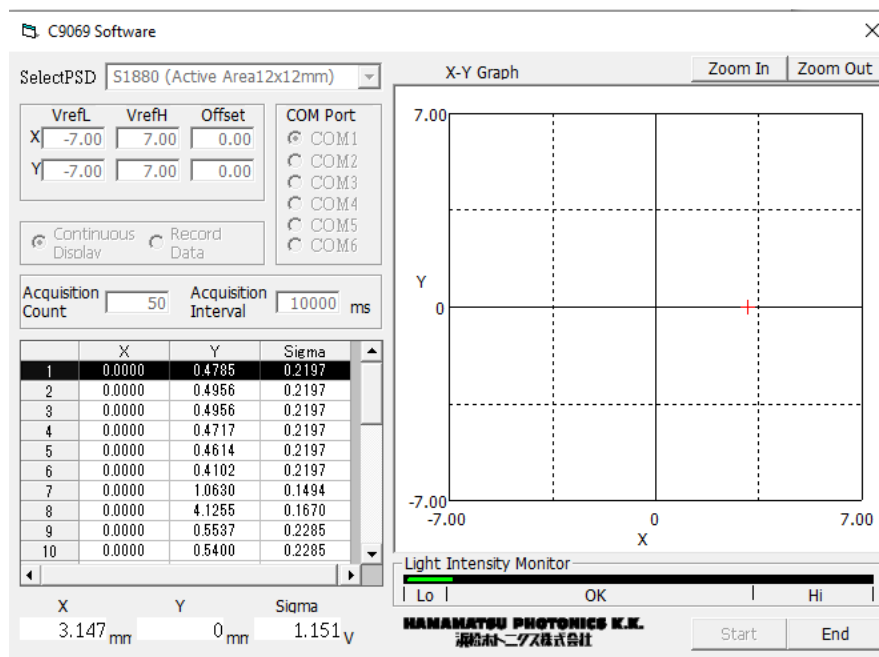 C9069 Software
SelectPSD S1880 (Active Area12x12mm)
VrefL VrefH Offset
X -7.00 7.00 0.00
Y -7.00 7.00 0.00
COM Port
COM1
COM2
COM3
COM4
COM5
COM6
Continuous Display
Record Data
Acquisition Count 50 Acquisition Interval 10000 ms
X Y Sigma
1 0.0000 0.4785 0.2197
2 0.0000 0.4956 0.2197
3 0.0000 0.4956 0.2197
4 0.0000 0.4717 0.2197
5 0.0000 0.4614 0.2197
6 0.0000 0.4102 0.2197
7 0.0000 1.0630 0.1494
8 0.0000 4.1255 0.1670
9 0.0000 0.5537 0.2285
10 0.0000 0.5400 0.2285
X Y Sigma
3.147 mm 0 mm 1.151 V
X-Y Graph Zoom In Zoom Out
7.00
Y
0
-7.00
-7.00 0 7.00
X
Light Intensity Monitor
Lo OK Hi
HAMAMATSU PHOTONICS K.K.
浜松ホトニクス株式会社
Start End